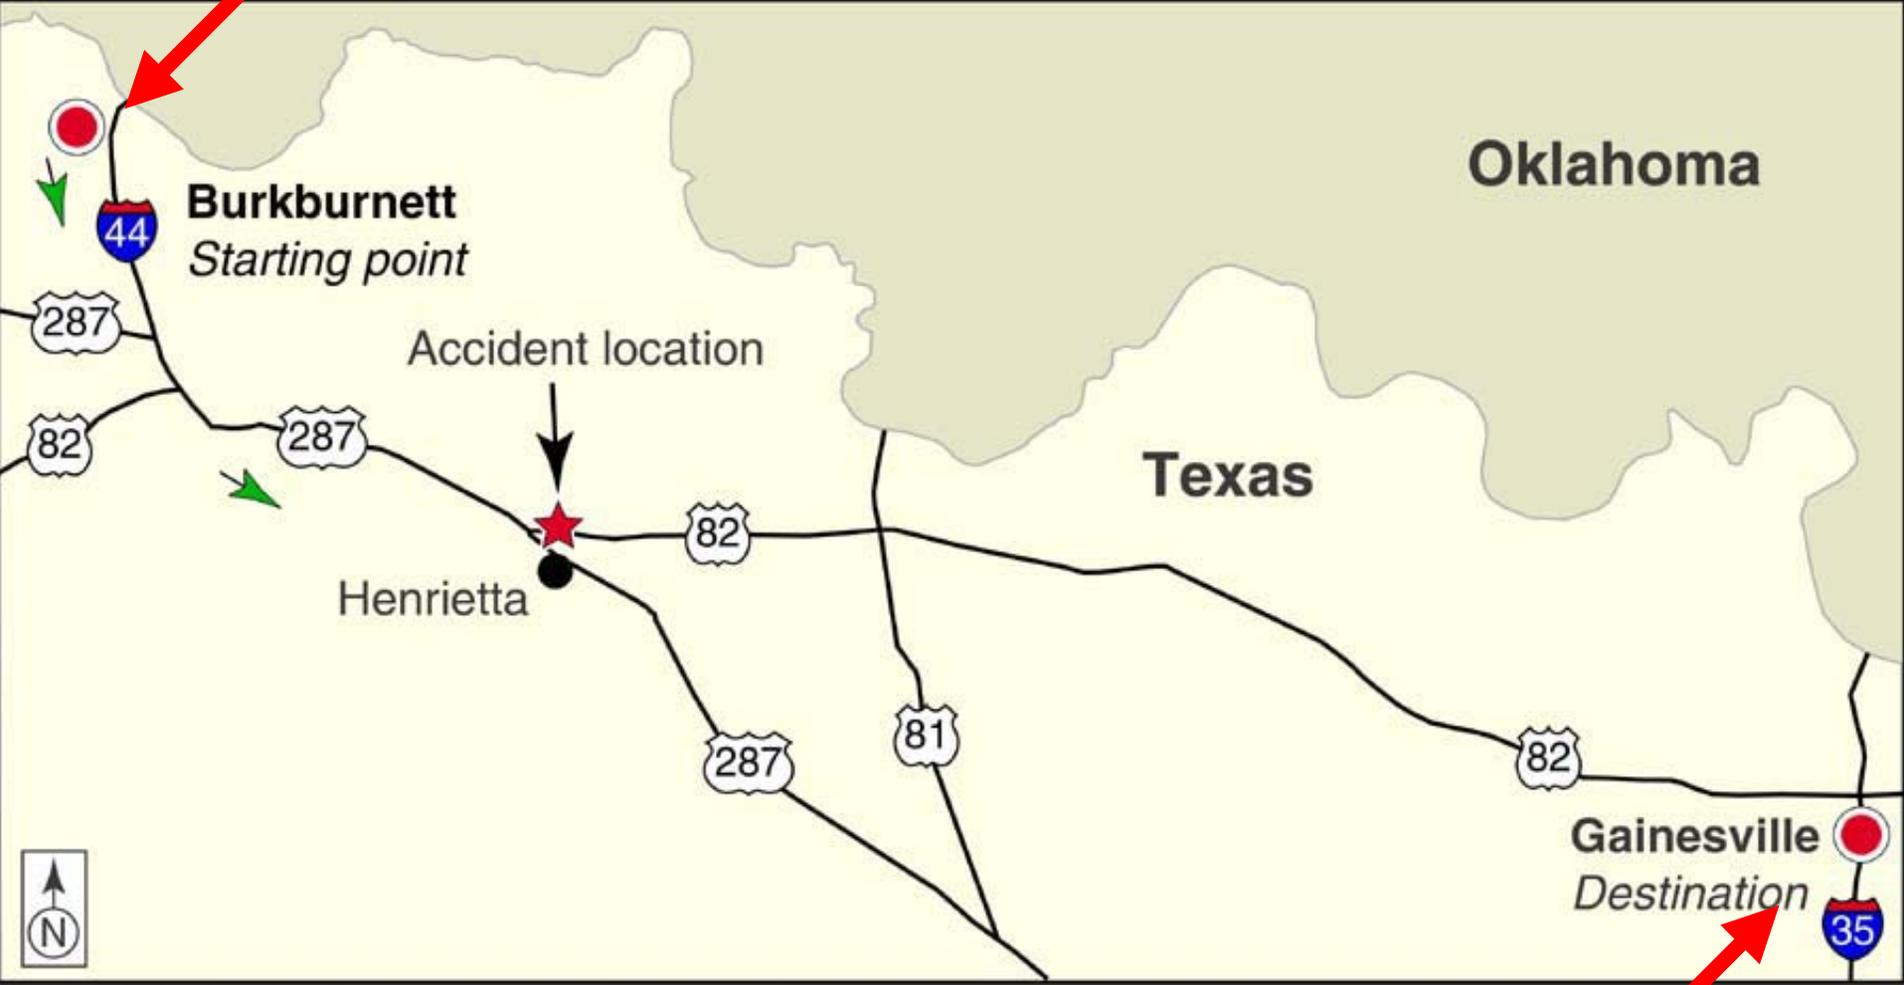 Oklahoma
Burkburnett
Starting point
44
287
Accident location
82
287
Texas
82
Henrietta
81
287
82
Gainesville
Destination
35
N